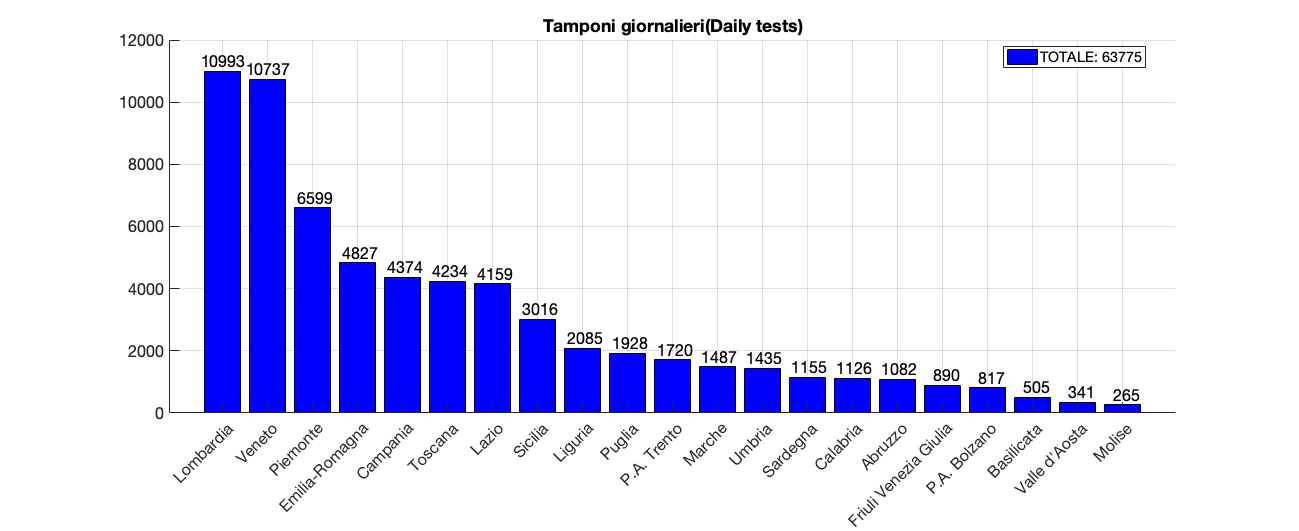 Tamponi giornalieri(Daily tests)
TOTALE: 63775
12000
10000
8000
6000
4000
2000
0
10993
10737
6599
4827
4374
4234
4159
3016
2085
1928
1720
1487
1435
1155
1126
1082
890
817
505
341
265
Lombardia
Veneto
Piemonte
Emilia-Romagna
Campania
Toscana
Lazio
Sicilia
Liguria
Puglia
P.A. Trento
Marche
Umbria
Sardegna
Calabria
Abruzzo
Friuli Venezia Giulia
P.A. Bolzano
Basilicata
Valle d'Aosta
Molise